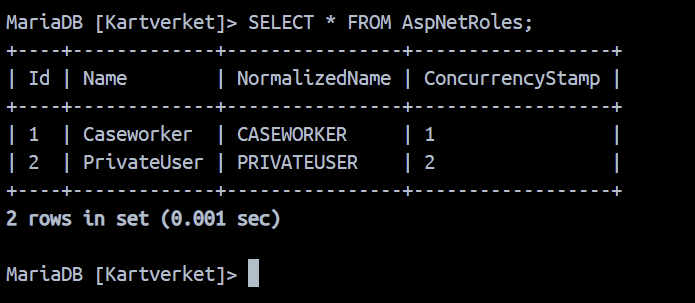 MariaDB [Kartverket]> SELECT * FROM AspNetRoles;
+----+-------------+----------------+------------------+
| Id | Name        | NormalizedName | ConcurrencyStamp |
+----+-------------+----------------+------------------+
| 1  | Caseworker  | CASEWORKER     | 1                |
| 2  | PrivateUser | PRIVATEUSER    | 2                |
+----+-------------+----------------+------------------+
2 rows in set (0.001 sec)
MariaDB [Kartverket]>